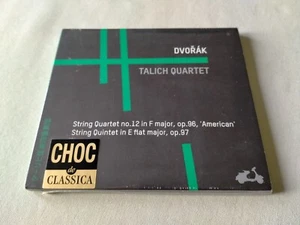 DVOŘÁK
TALICH QUARTET
String Quartet no.12 in F major, op.96, 'American'
String Quintet in E flat major, op.97
CHOC
de
CLASSICA